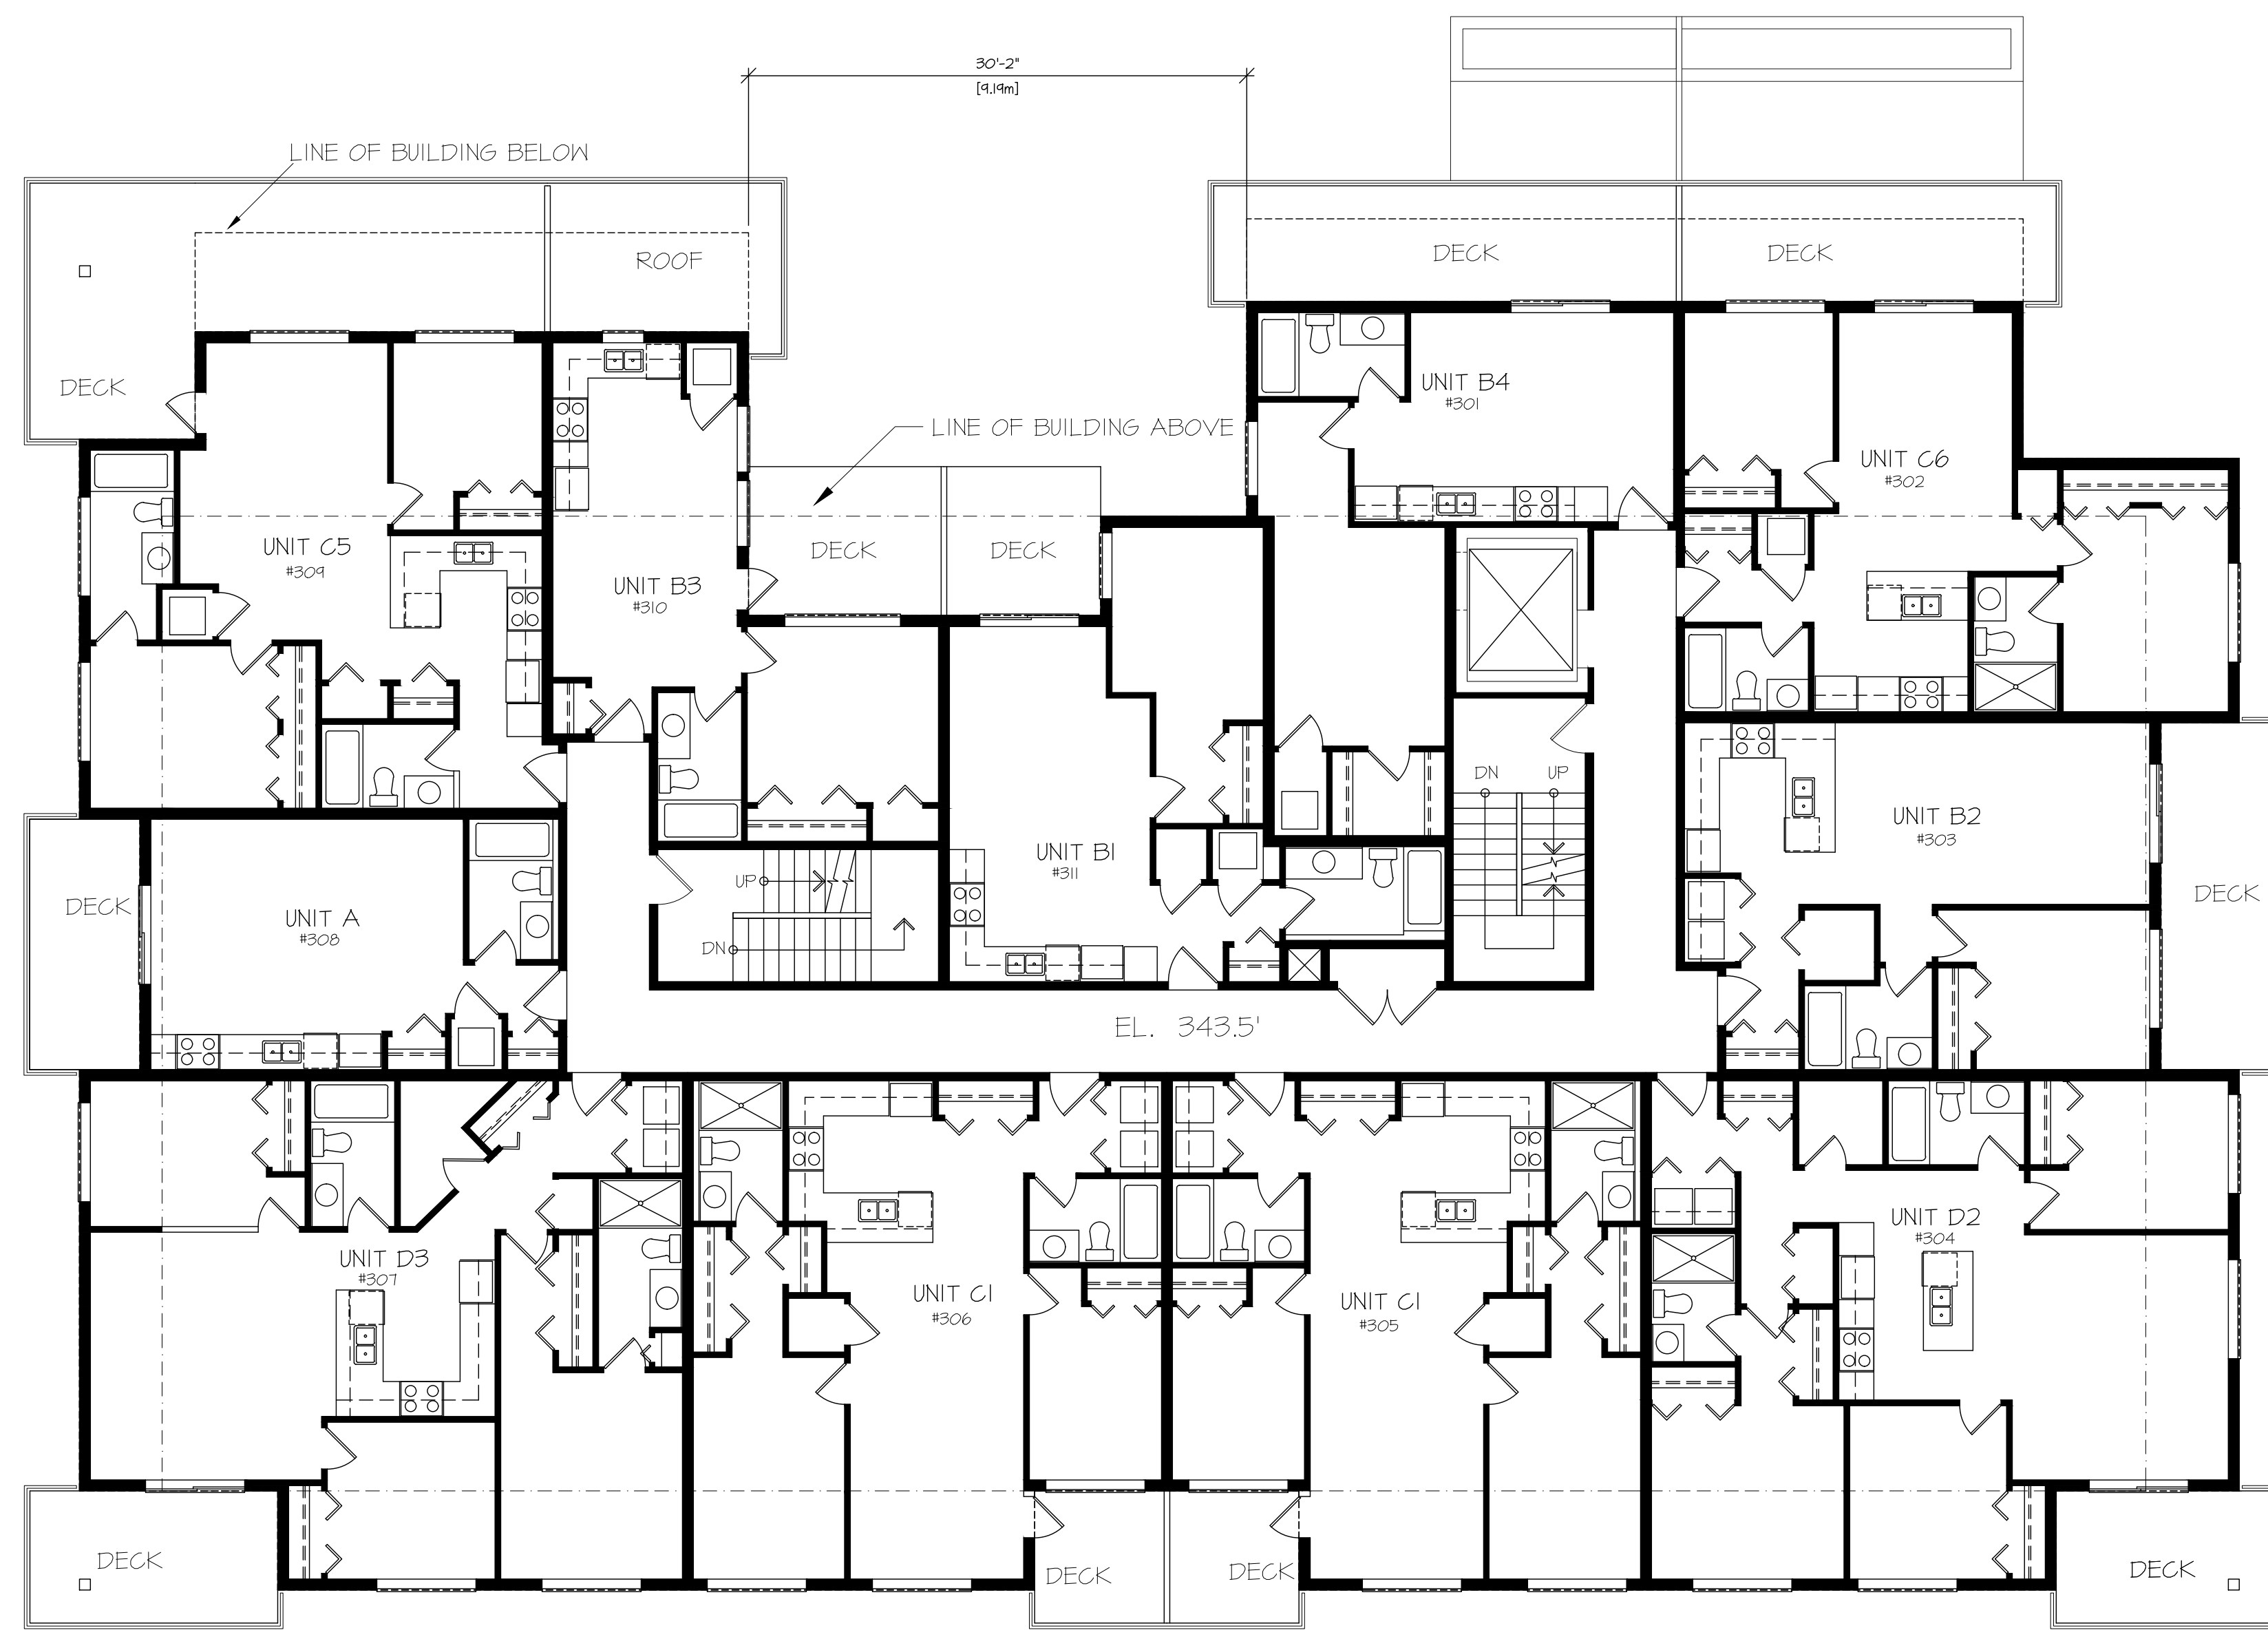 30'-2"
[9.19m]
LINE OF BUILDING BELOW
ROOF
DECK
DECK
DECK
UNIT B4
#301
LINE OF BUILDING ABOVE
UNIT C6
#302
UNIT C5
#309
DECK
DECK
UNIT B3
#310
DN
UP
UNIT B2
#303
UNIT B1
#311
UP
DECK
DECK
UNIT A
#308
DN
EL. 343.5'
UNIT D2
#304
UNIT D3
#307
UNIT C1
#306
UNIT C1
#305
DECK
DECK
DECK
DECK